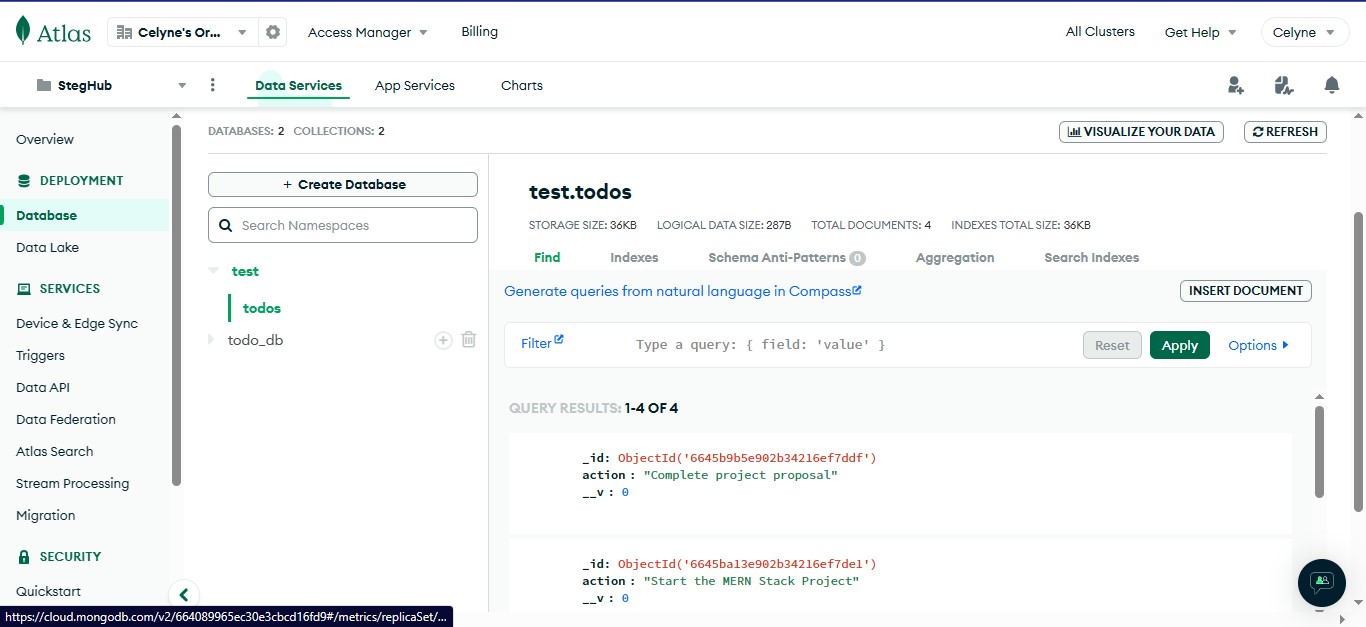 Atlas Celyne's Or... Access Manager Billing All Clusters Get Help Celyne
StegHub Data Services App Services Charts
Overview
DEPLOYMENT
Database
Data Lake
SERVICES
Device & Edge Sync
Triggers
Data API
Data Federation
Atlas Search
Stream Processing
Migration
SECURITY
Quickstart
DATABASES: 2 COLLECTIONS: 2
VISUALIZE YOUR DATA REFRESH
+ Create Database
Search Namespaces
test
todos
todo_db
test.todos
STORAGE SIZE: 36KB LOGICAL DATA SIZE: 287B TOTAL DOCUMENTS: 4 INDEXES TOTAL SIZE: 36KB
Find Indexes Schema Anti-Patterns 0 Aggregation Search Indexes
Generate queries from natural language in Compass
INSERT DOCUMENT
Filter Type a query: { field: 'value' } Reset Apply Options
QUERY RESULTS: 1-4 OF 4
_id: ObjectId('6645b9b5e902b34216ef7ddf')
action : "Complete project proposal"
__v : 0
_id: ObjectId('6645ba13e902b34216ef7de1')
action : "Start the MERN Stack Project"
__v : 0
https://cloud.mongodb.com/v2/664089965ec30e3cbcd16fd9#/metrics/replicaSet/...